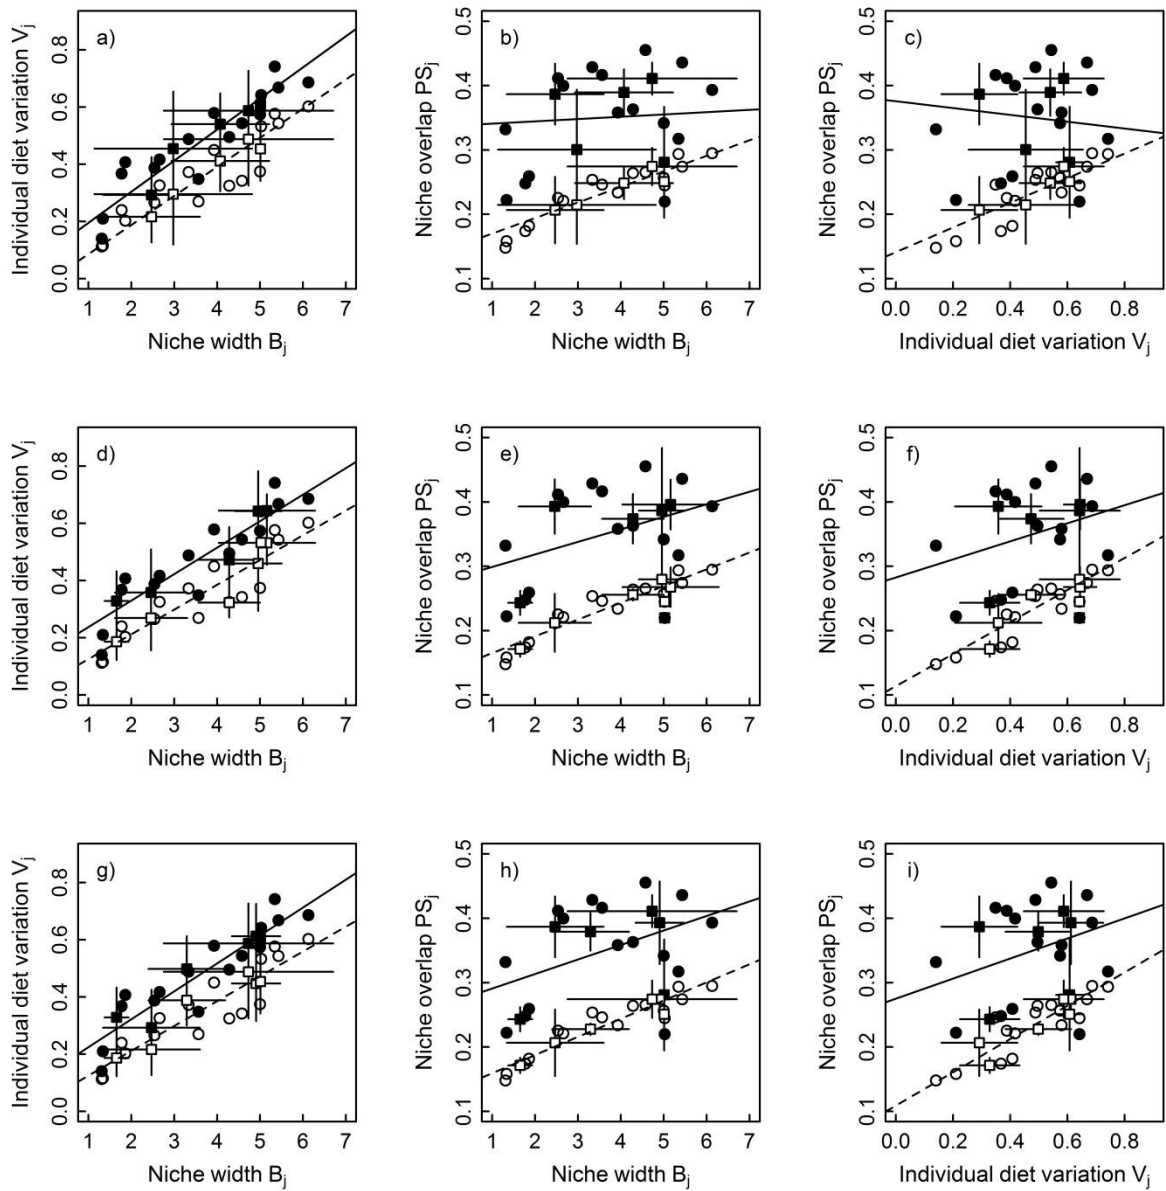 a)
Individual diet variation Vj
0.0 0.2 0.4 0.6 0.8
1 2 3 4 5 6 7
Niche width Bj
b)
Niche overlap PSj
0.1 0.2 0.3 0.4 0.5
1 2 3 4 5 6 7
Niche width Bj
c)
Niche overlap PSj
0.1 0.2 0.3 0.4 0.5
0.0 0.2 0.4 0.6 0.8
Individual diet variation Vj
d)
Individual diet variation Vj
0.0 0.2 0.4 0.6 0.8
1 2 3 4 5 6 7
Niche width Bj
e)
Niche overlap PSj
0.1 0.2 0.3 0.4 0.5
1 2 3 4 5 6 7
Niche width Bj
f)
Niche overlap PSj
0.1 0.2 0.3 0.4 0.5
0.0 0.2 0.4 0.6 0.8
Individual diet variation Vj
g)
Individual diet variation Vj
0.0 0.2 0.4 0.6 0.8
1 2 3 4 5 6 7
Niche width Bj
h)
Niche overlap PSj
0.1 0.2 0.3 0.4 0.5
1 2 3 4 5 6 7
Niche width Bj
i)
Niche overlap PSj
0.1 0.2 0.3 0.4 0.5
0.0 0.2 0.4 0.6 0.8
Individual diet variation Vj